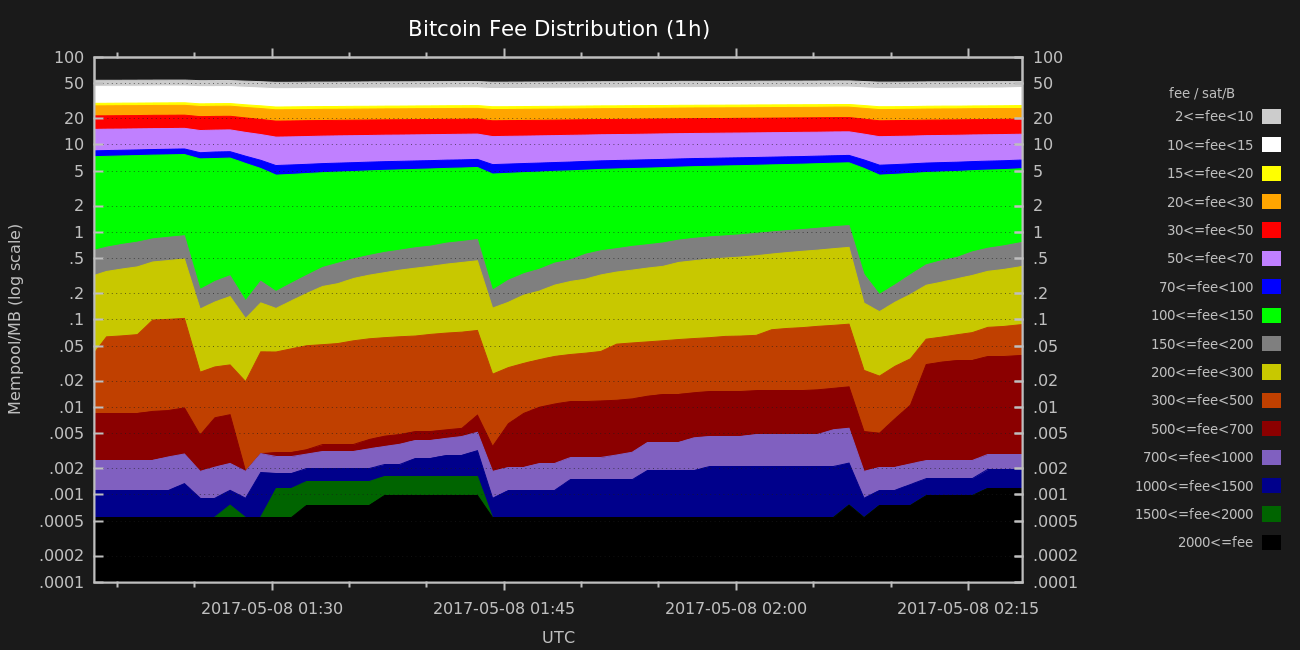 Bitcoin Fee Distribution (1h)
Mempool/MB (log scale)
100
50
20
10
5
2
1
.5
.2
.1
.05
.02
.01
.005
.002
.001
.0005
.0002
.0001
100
50
20
10
5
2
1
.5
.2
.1
.05
.02
.01
.005
.002
.001
.0005
.0002
.0001
2017-05-08 01:30
2017-05-08 01:45
2017-05-08 02:00
2017-05-08 02:15
UTC
fee / sat/B
2<=fee<10
10<=fee<15
15<=fee<20
20<=fee<30
30<=fee<50
50<=fee<70
70<=fee<100
100<=fee<150
150<=fee<200
200<=fee<300
300<=fee<500
500<=fee<700
700<=fee<1000
1000<=fee<1500
1500<=fee<2000
2000<=fee